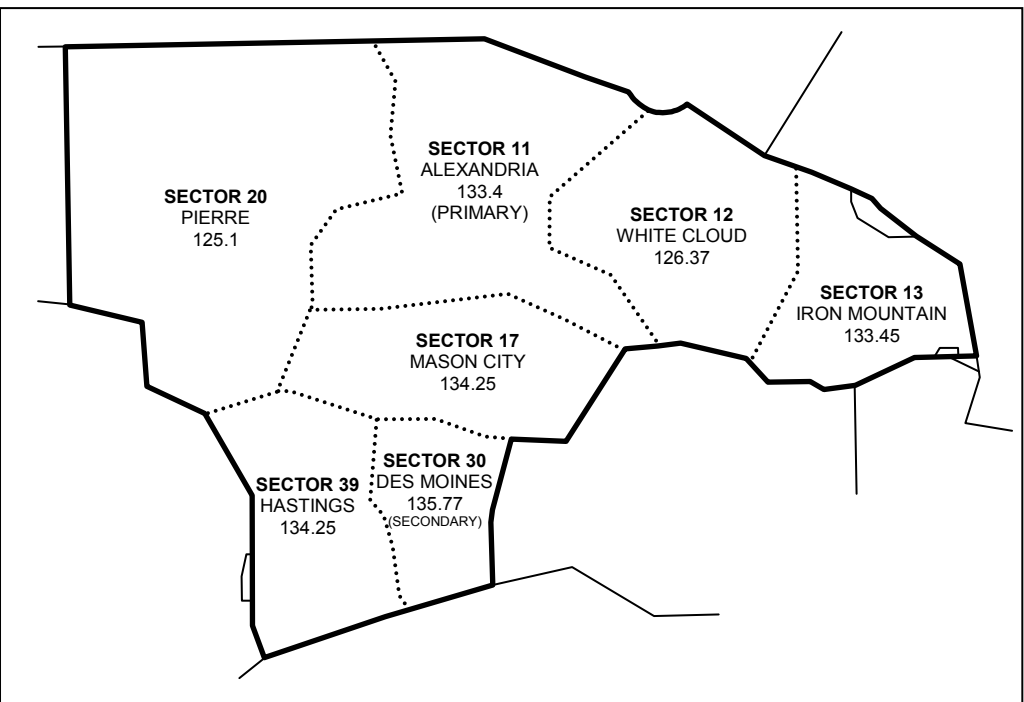 SECTOR 11
ALEXANDRIA
133.4
(PRIMARY)
SECTOR 20
PIERRE
125.1
SECTOR 12
WHITE CLOUD
126.37
SECTOR 13
IRON MOUNTAIN
133.45
SECTOR 17
MASON CITY
134.25
SECTOR 30
DES MOINES
135.77
(SECONDARY)
SECTOR 39
HASTINGS
134.25